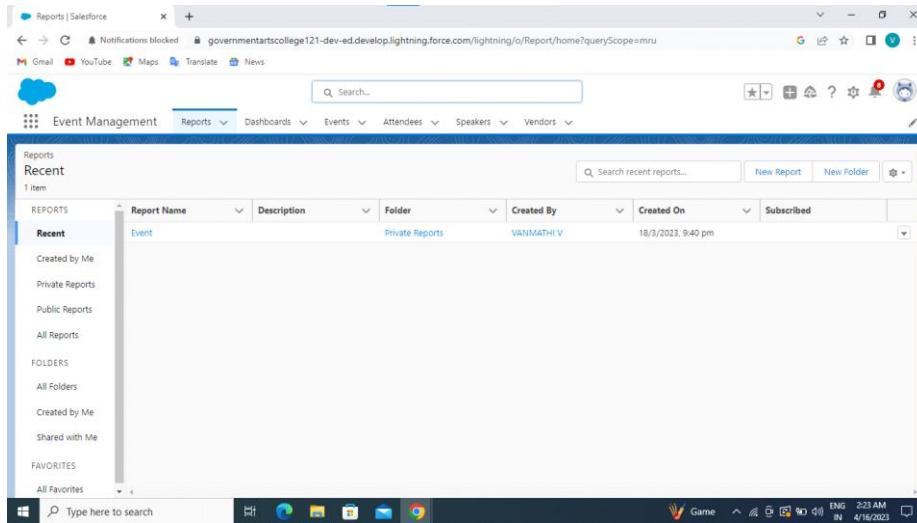 Reports | Salesforce
Notifications blocked governmentartscollege121-dev-ed.develop.lightning.force.com/lightning/o/Report/home?queryScope=mru
Gmail YouTube Maps Translate News
Search...
8
Event Management Reports Dashboards Events Attendees Speakers Vendors
Reports
Recent
1 item
Search recent reports... New Report New Folder
REPORTS Report Name Description Folder Created By Created On Subscribed
Recent Event Private Reports VANMATHI V 18/3/2023, 9:40 pm
Created by Me
Private Reports
Public Reports
All Reports
FOLDERS
All Folders
Created by Me
Shared with Me
FAVORITES
All Favorites
Type here to search Game ENG 2:23 AM
IN 4/16/2023